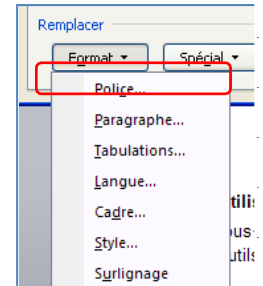 Remplacer
Format Spécial
Police...
Paragraphe...
Tabulations...
Langue...
Cadre...
Style...
Surlignage